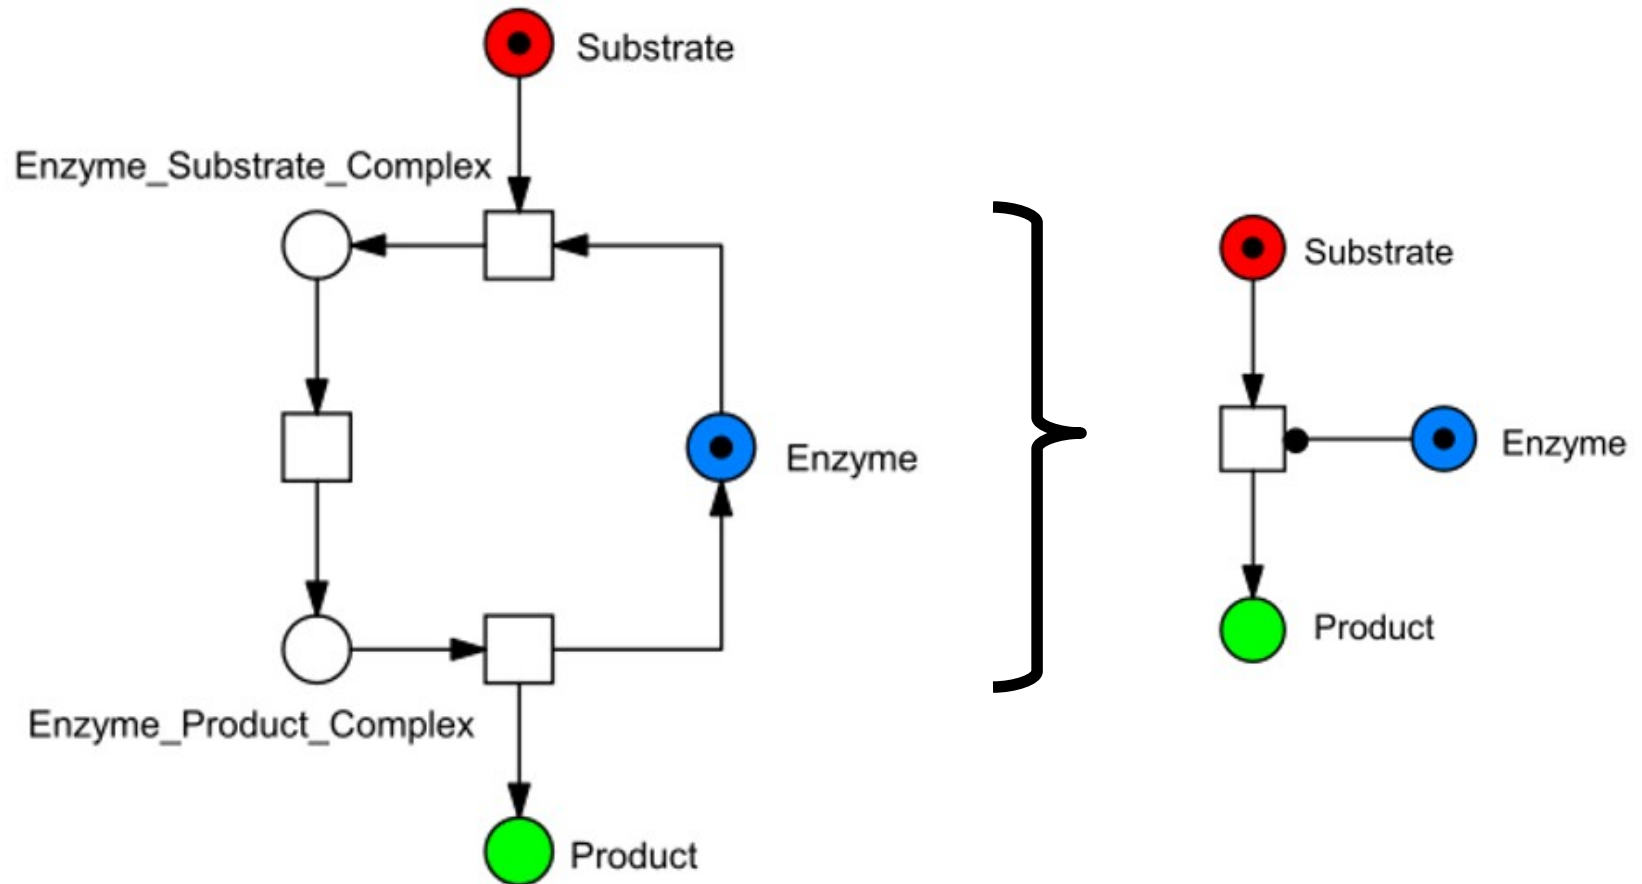 Substrate
Enzyme_Substrate_Complex
Enzyme
Enzyme_Product_Complex
Product
Substrate
Enzyme
Product